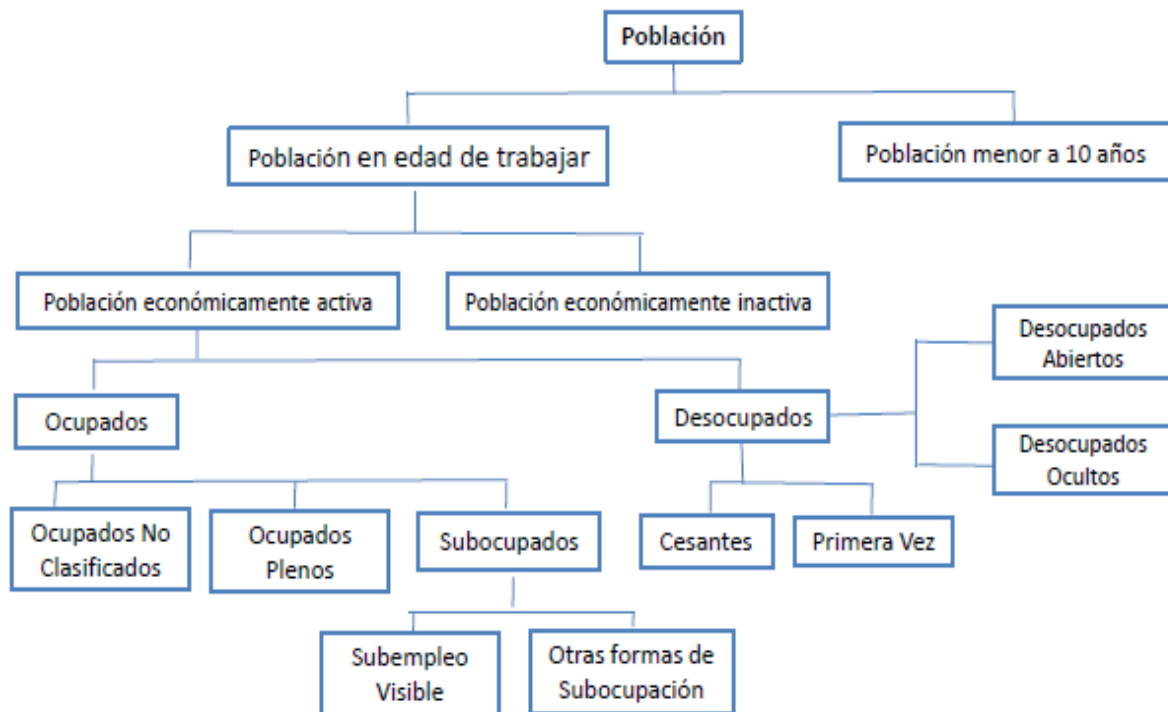 Población
Población en edad de trabajar
Población menor a 10 años
Población económicamente activa
Población económicamente inactiva
Desocupados
Abiertos
Ocupados
Desocupados
Desocupados
Ocultos
Ocupados No
Clasificados
Ocupados
Plenos
Subocupados
Cesantes
Primera Vez
Subempleo
Visible
Otras formas de
Subocupación